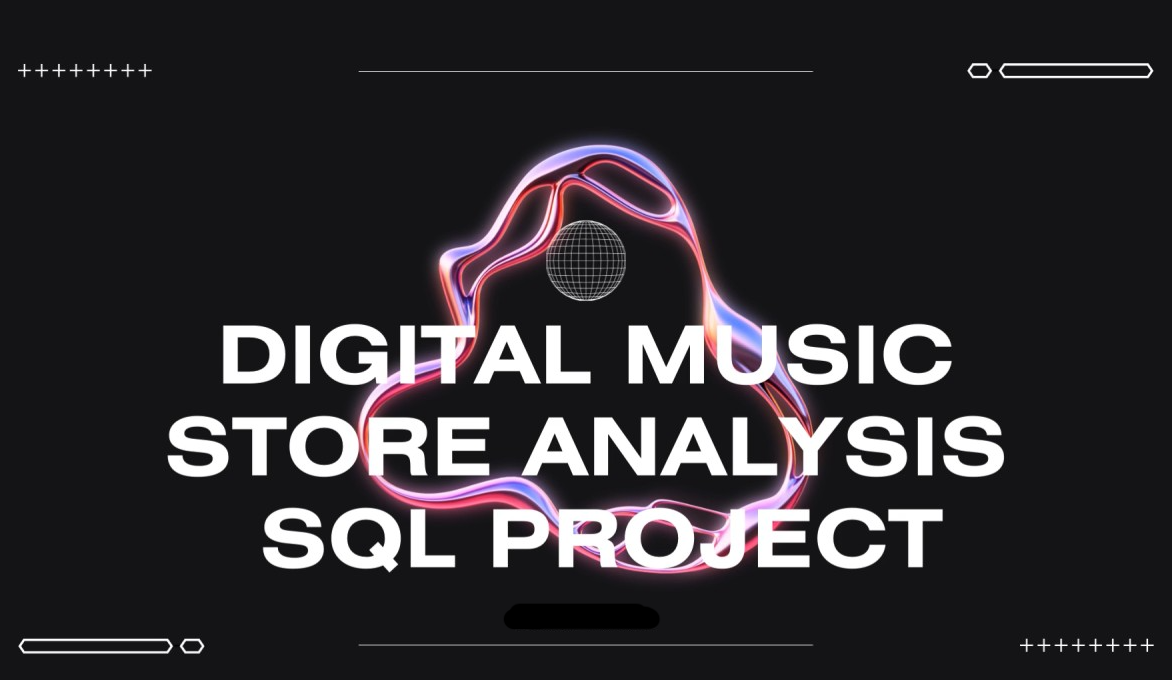 ++++++++
DIGITAL MUSIC
STORE ANALYSIS
SQL PROJECT
++++++++